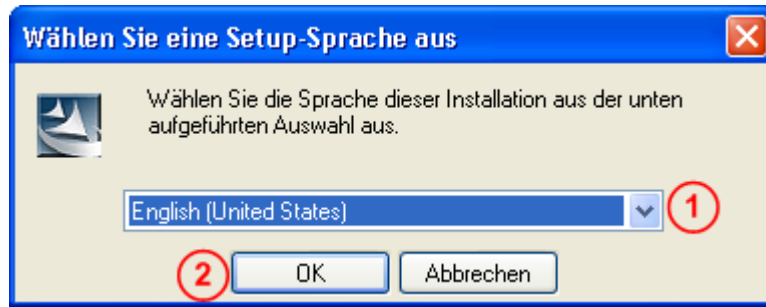 Wählen Sie eine Setup-Sprache aus
Wählen Sie die Sprache dieser Installation aus der unten
aufgeführten Auswahl aus.
English (United States)
1
2
OK
Abbrechen